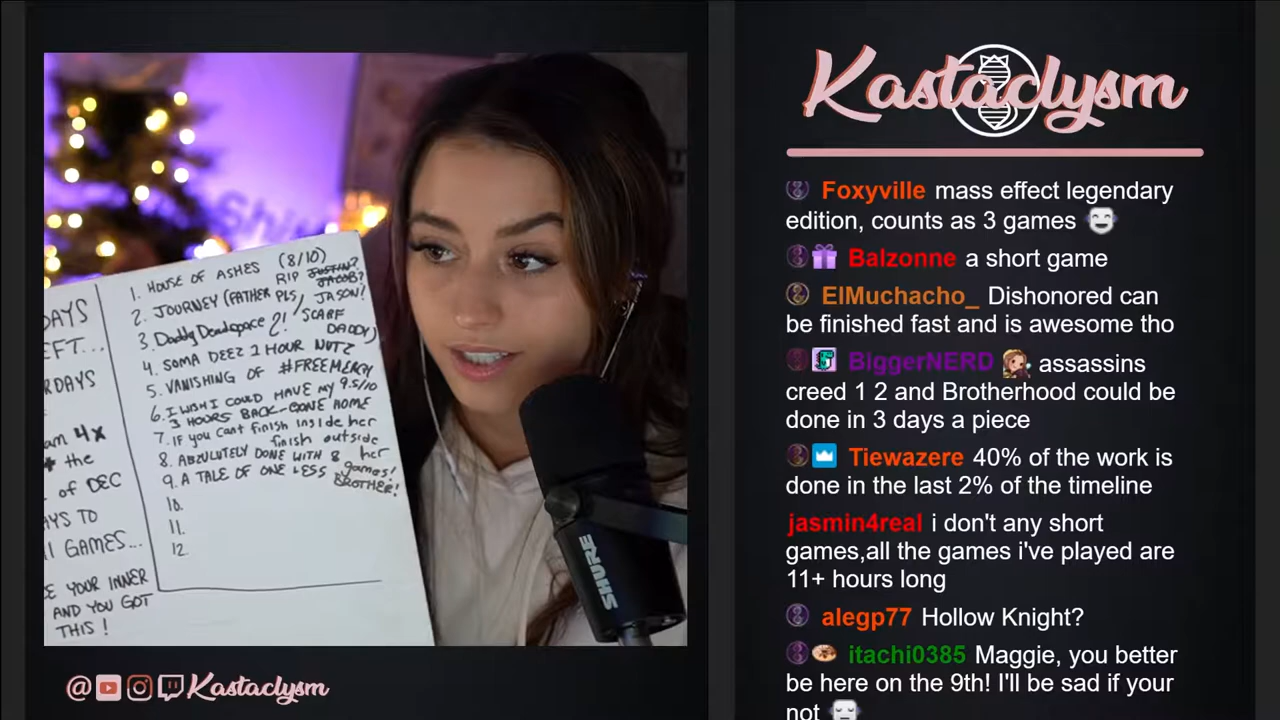 Kastaclysm
Foxyville mass effect legendary
edition, counts as 3 games
Balzonne a short game
ElMuchacho_ Dishonored can
be finished fast and is awesome tho
BIggerNERD assassins
creed 1 2 and Brotherhood could be
done in 3 days a piece
Tiewazere 40% of the work is
done in the last 2% of the timeline
jasmin4real i don't any short
games,all the games i've played are
11+ hours long
alegp77 Hollow Knight?
itachi0385 Maggie, you better
be here on the 9th! I'll be sad if your
not
DAYS
EFT...
RDAYS
am 4x
the
of DEC
AYS TO
GAMES...
E YOUR INNER
AND YOU GOT
THIS!
1. HOUSE OF ASHES (8/10)
RIP JUSTIN? JACOB? JASON!
2. JOURNEY (FATHER PLS, SCARF DADDY)
3. Daddy Deadspace 2!
4. SOMA DEEZ 1 HOUR NUTZ
5. VANISHING OF #FREEMERCY
9.5/10
6. I WISH I COULD HAVE MY
3 HOURS BACK-GONE HOME
7. IF you cant finish inside her
finish outside her
8. ABZULUTELY DONE WITH 8 games!
9. A TALE OF ONE LESS BROTHER!
10.
11.
12
SHURE
@ Kastaclysm